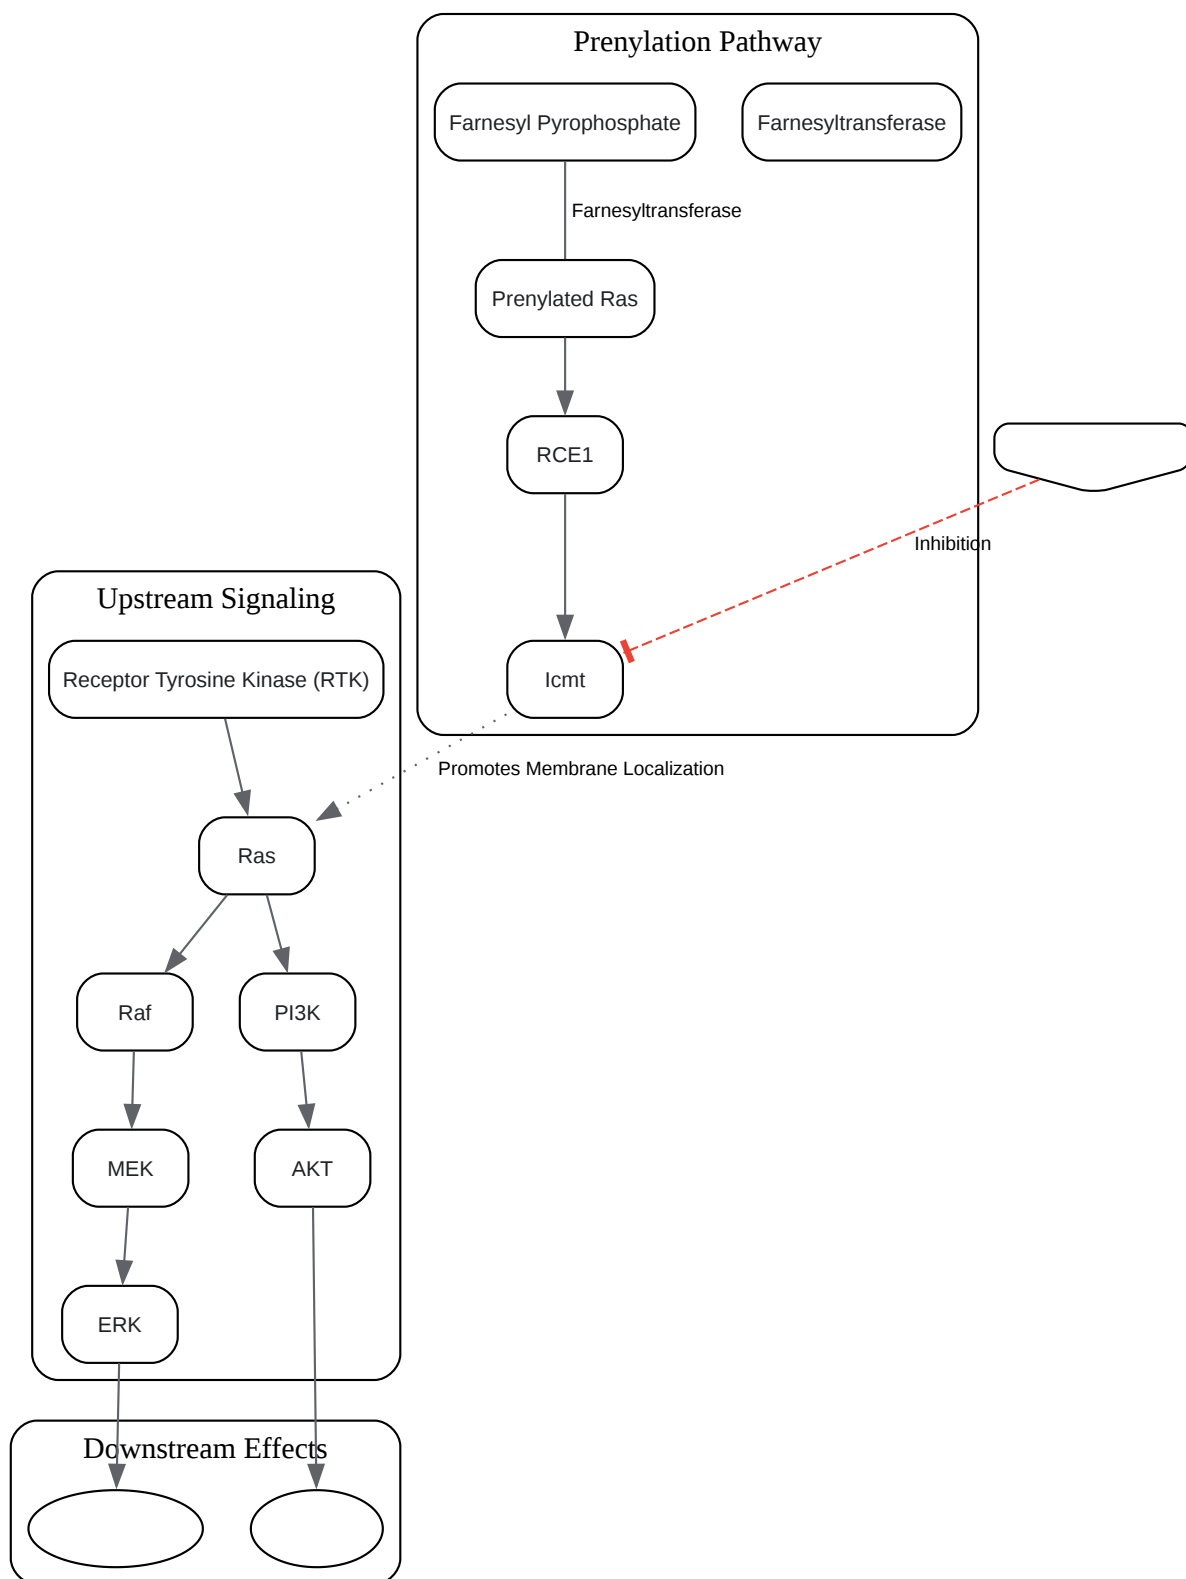 Prenylation Pathway
Farnesyl Pyrophosphate
Farnesyltransferase
Farnesyltransferase
Prenylated Ras
RCE1
Inhibition
Icmt
Promotes Membrane Localization
Upstream Signaling
Receptor Tyrosine Kinase (RTK)
Ras
Raf
PI3K
MEK
AKT
ERK
Downstream Effects